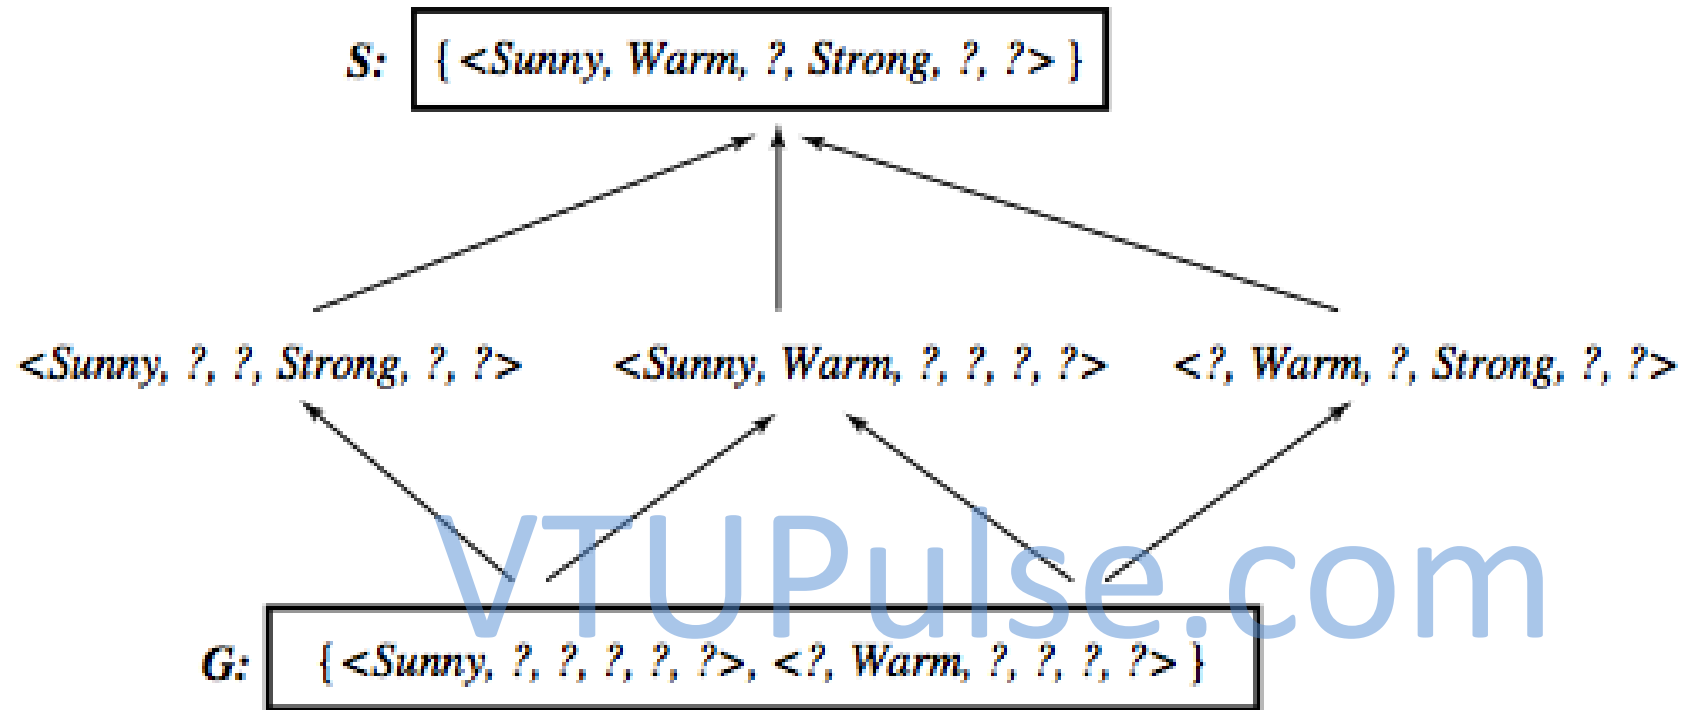 S: { <Sunny, Warm, ?, Strong, ?, ?> }
<Sunny, ?, ?, Strong, ?, ?> <Sunny, Warm, ?, ?, ?, ?> <?, Warm, ?, Strong, ?, ?>
VTUPulse.com
G: { <Sunny, ?, ?, ?, ?, ?>, <?, Warm, ?, ?, ?, ?> }